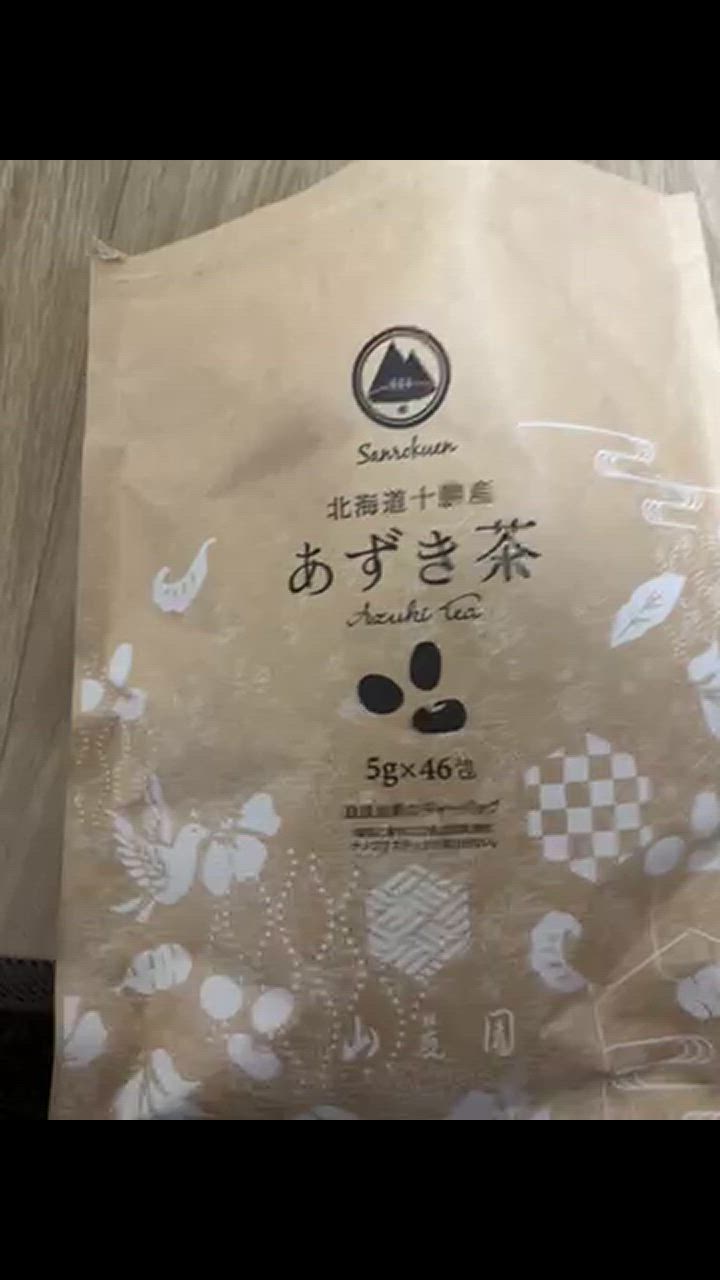 Sanrokuen
北海道十勝産
あずき茶
Azuki Tea
5g×46包
山麓園